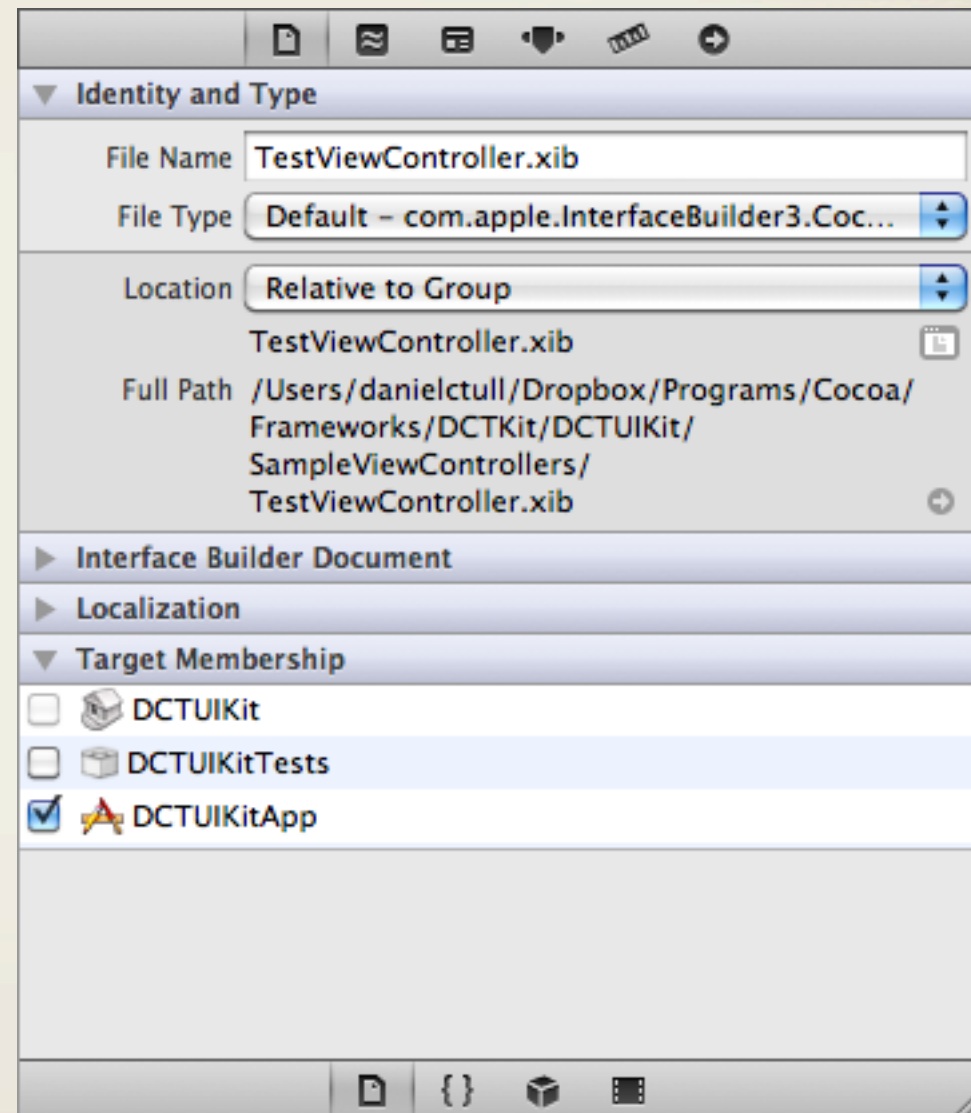 Identity and Type
File Name TestViewController.xib
File Type Default – com.apple.InterfaceBuilder3.Coc...
Location Relative to Group
TestViewController.xib
Full Path /Users/danielctull/Dropbox/Programs/Cocoa/
Frameworks/DCTKit/DCTUIKit/
SampleViewControllers/
TestViewController.xib
Interface Builder Document
Localization
Target Membership
DCTUIKit
DCTUIKitTests
DCTUIKitApp
{ }